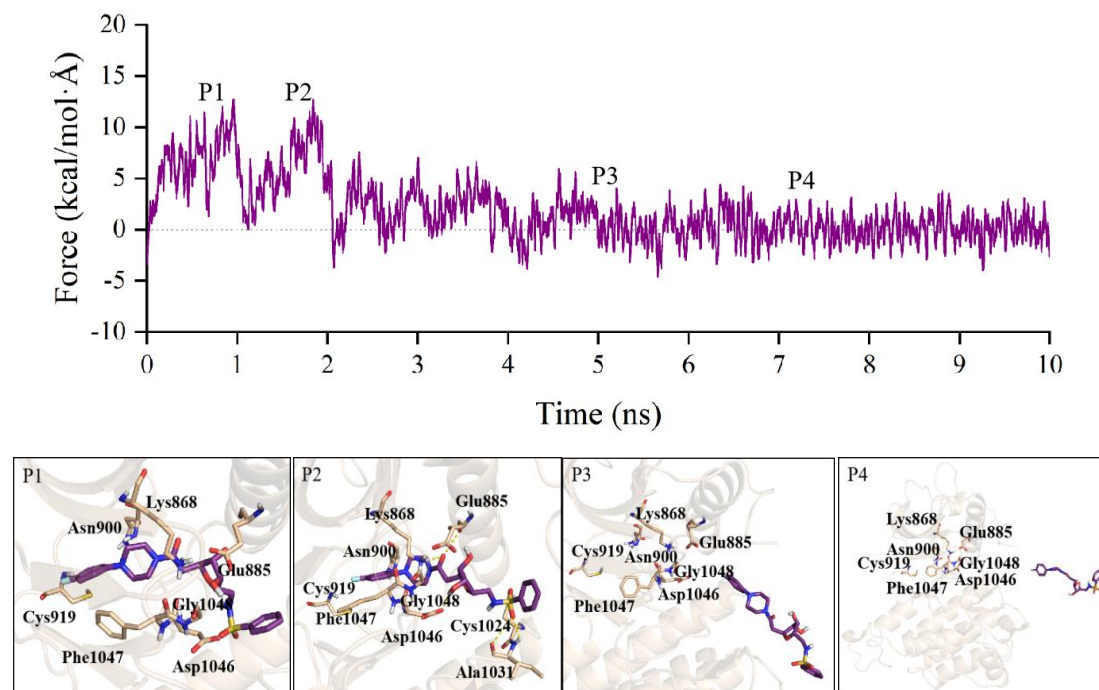 Force (kcal/mol·Å)
20
15
10
5
0
-5
-10
P1
P2
P3
P4
0 1 2 3 4 5 6 7 8 9 10
Time (ns)
P1
Lys868
Asn900
Glu885
Cys919
Gly1048
Phe1047
Asp1046
P2
Glu885
Lys868
Asn900
Cys919
Gly1048
Phe1047
Asp1046
Cys1024
Ala1031
P3
Lys868
Cys919
Asn900
Glu885
Gly1048
Phe1047
Asp1046
P4
Lys868
Glu885
Asn900
Cys919
Gly1048
Phe1047
Asp1046